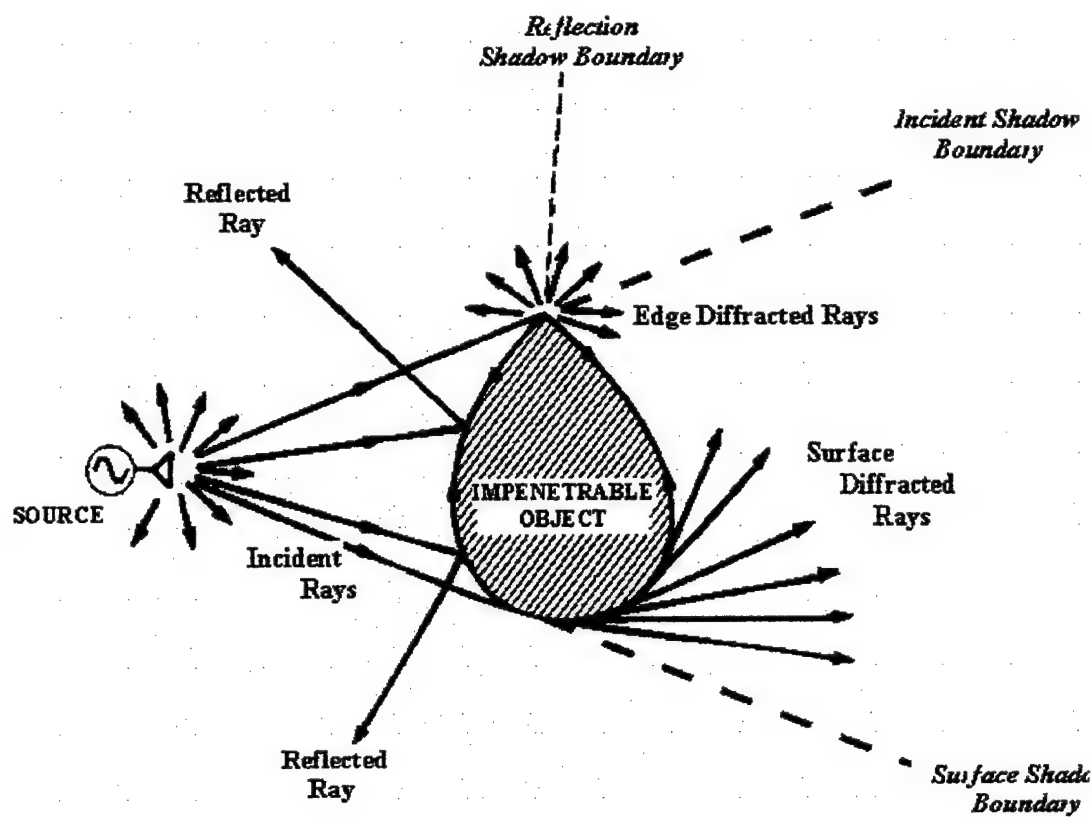 Reflection
Shadow Boundary
Incident Shadow
Boundary
Reflected
Ray
Edge Diffracted Rays
Surface
Diffracted
Rays
IMPENETRABLE
OBJECT
SOURCE
Incident
Rays
Reflected
Ray
Surface Shado
Boundary